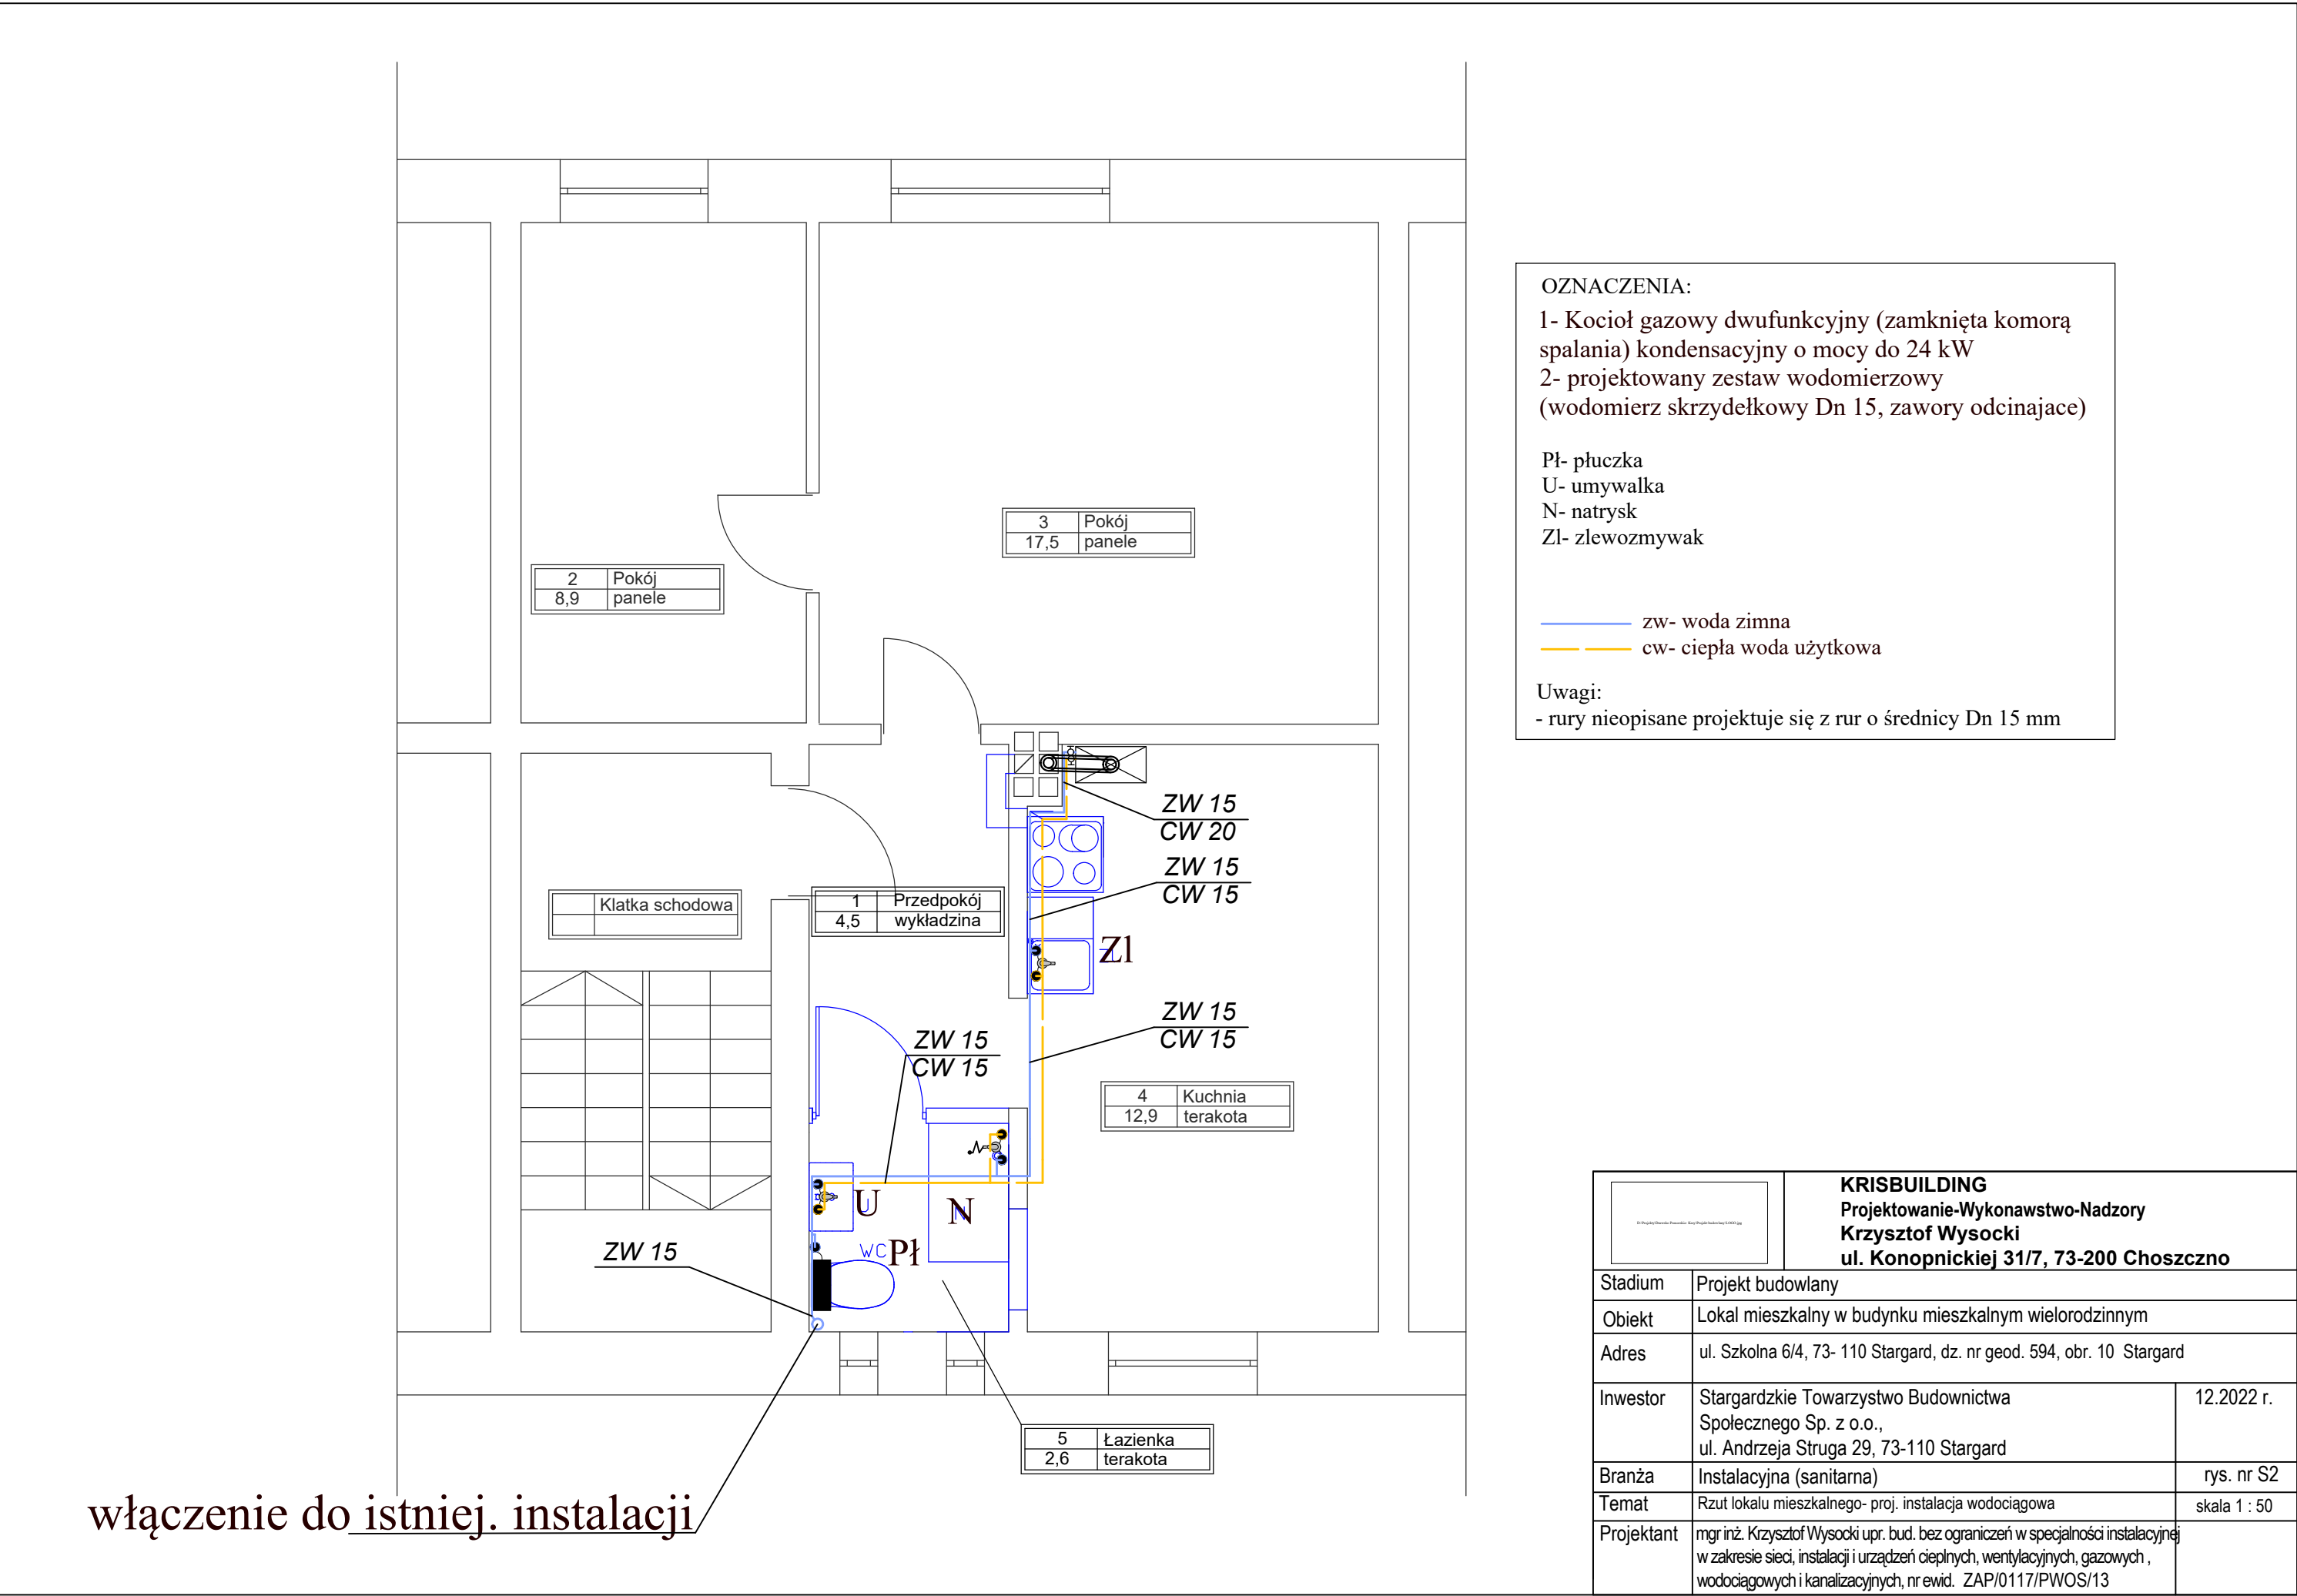 OZNACZENIA:
1- Kocioł gazowy dwufunkcyjny (zamknięta komorą
spalania) kondensacyjny o mocy do 24 kW
2- projektowany zestaw wodomierzowy
(wodomierz skrzydełkowy Dn 15, zawory odcinajace)
Pł- płuczka
U- umywalka
N- natrysk
Zl- zlewozmywak
zw- woda zimna
cw- ciepła woda użytkowa
Uwagi:
- rury nieopisane projektuje się z rur o średnicy Dn 15 mm
3 Pokój
17,5 panele
2 Pokój
8,9 panele
ZW 15
CW 20
ZW 15
CW 15
Klatka schodowa
1 Przedpokój
4,5 wykładzina
Zl
ZW 15
CW 15
ZW 15
CW 15
4 Kuchnia
12,9 terakota
U
N
WC Pł
ZW 15
5 Łazienka
2,6 terakota
włączenie do istniej. instalacji
KRISBUILDING
Projektowanie-Wykonawstwo-Nadzory
Krzysztof Wysocki
ul. Konopnickiej 31/7, 73-200 Choszczno
Stadium Projekt budowlany
Obiekt Lokal mieszkalny w budynku mieszkalnym wielorodzinnym
Adres ul. Szkolna 6/4, 73- 110 Stargard, dz. nr geod. 594, obr. 10 Stargard
Inwestor Stargardzkie Towarzystwo Budownictwa 12.2022 r.
Społecznego Sp. z o.o.,
ul. Andrzeja Struga 29, 73-110 Stargard
Branża Instalacyjna (sanitarna) rys. nr S2
Temat Rzut lokalu mieszkalnego- proj. instalacja wodociągowa skala 1 : 50
Projektant mgr inż. Krzysztof Wysocki upr. bud. bez ograniczeń w specjalności instalacyjnej
w zakresie sieci, instalacji i urządzeń cieplnych, wentylacyjnych, gazowych ,
wodociągowych i kanalizacyjnych, nr ewid. ZAP/0117/PWOS/13